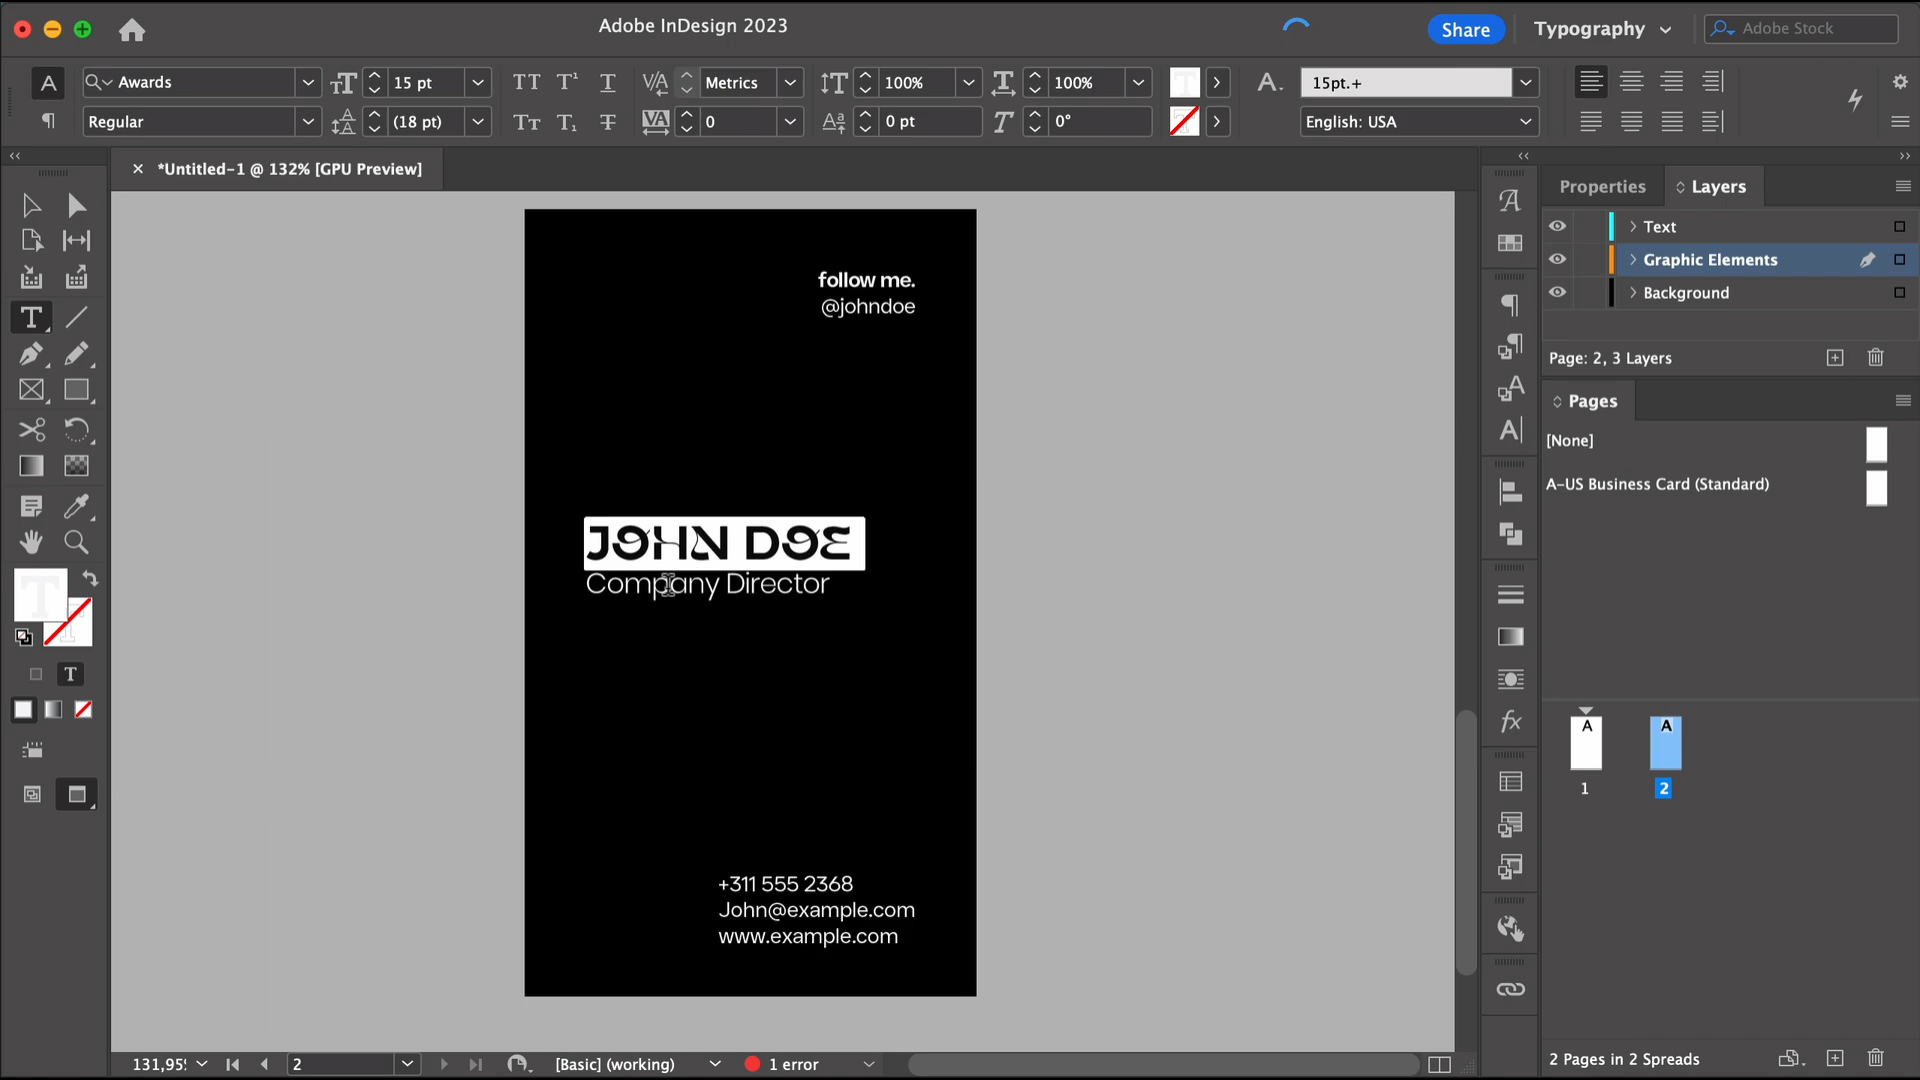 Adobe InDesign 2023
Share
Typography
Adobe Stock
Awards
15 pt
Metrics
100%
100%
15pt.+
Regular
(18 pt)
0
0 pt
0°
English: USA
*Untitled-1 @ 132% [GPU Preview]
Properties
Layers
Text
Graphic Elements
Background
Page: 2, 3 Layers
Pages
[None]
A-US Business Card (Standard)
A
1
A
2
2 Pages in 2 Spreads
follow me.
@johndoe
JOHN DOE
Company Director
+311 555 2368
John@example.com
www.example.com
131,95
2
[Basic] (working)
1 error